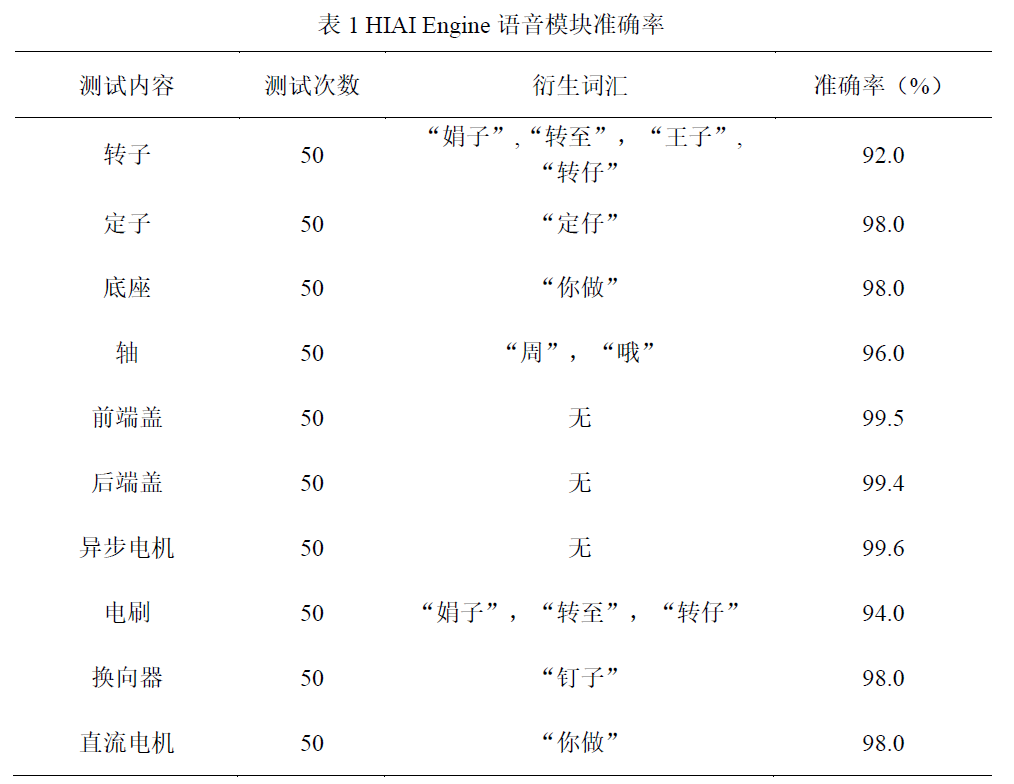 表 1 HIAI Engine 语音模块准确率
测试内容 测试次数 衍生词汇 准确率（%）
转子 50 “娟子”,“转至”，“王子”, “转仔” 92.0
定子 50 “定仔” 98.0
底座 50 “你做” 98.0
轴 50 “周”，“哦” 96.0
前端盖 50 无 99.5
后端盖 50 无 99.4
异步电机 50 无 99.6
电刷 50 “娟子”，“转至”，“转仔” 94.0
换向器 50 “钉子” 98.0
直流电机 50 “你做” 98.0